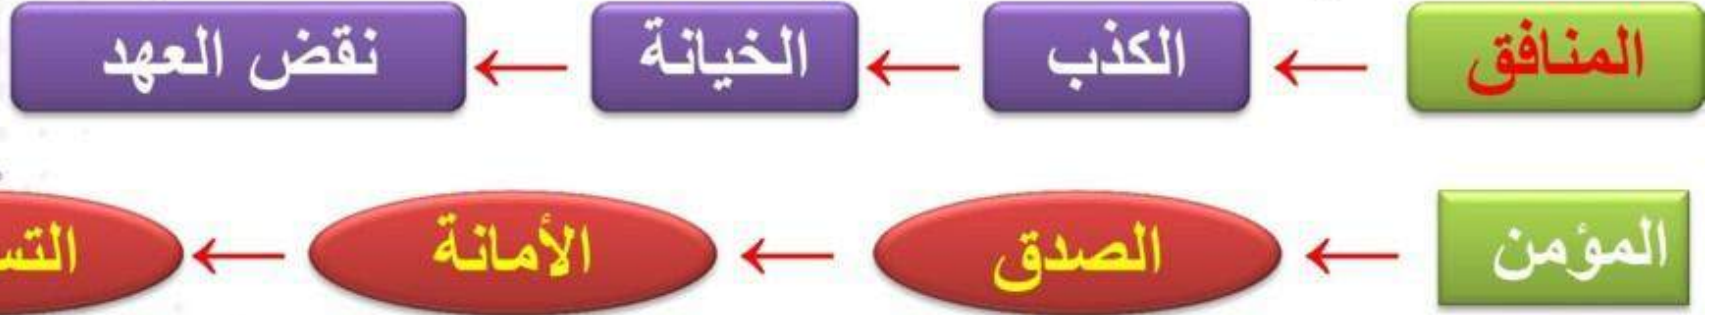 المنافق ← الكذب ← الخيانة ← نقض العهد
المؤمن ← الصدق ← الأمانة ←